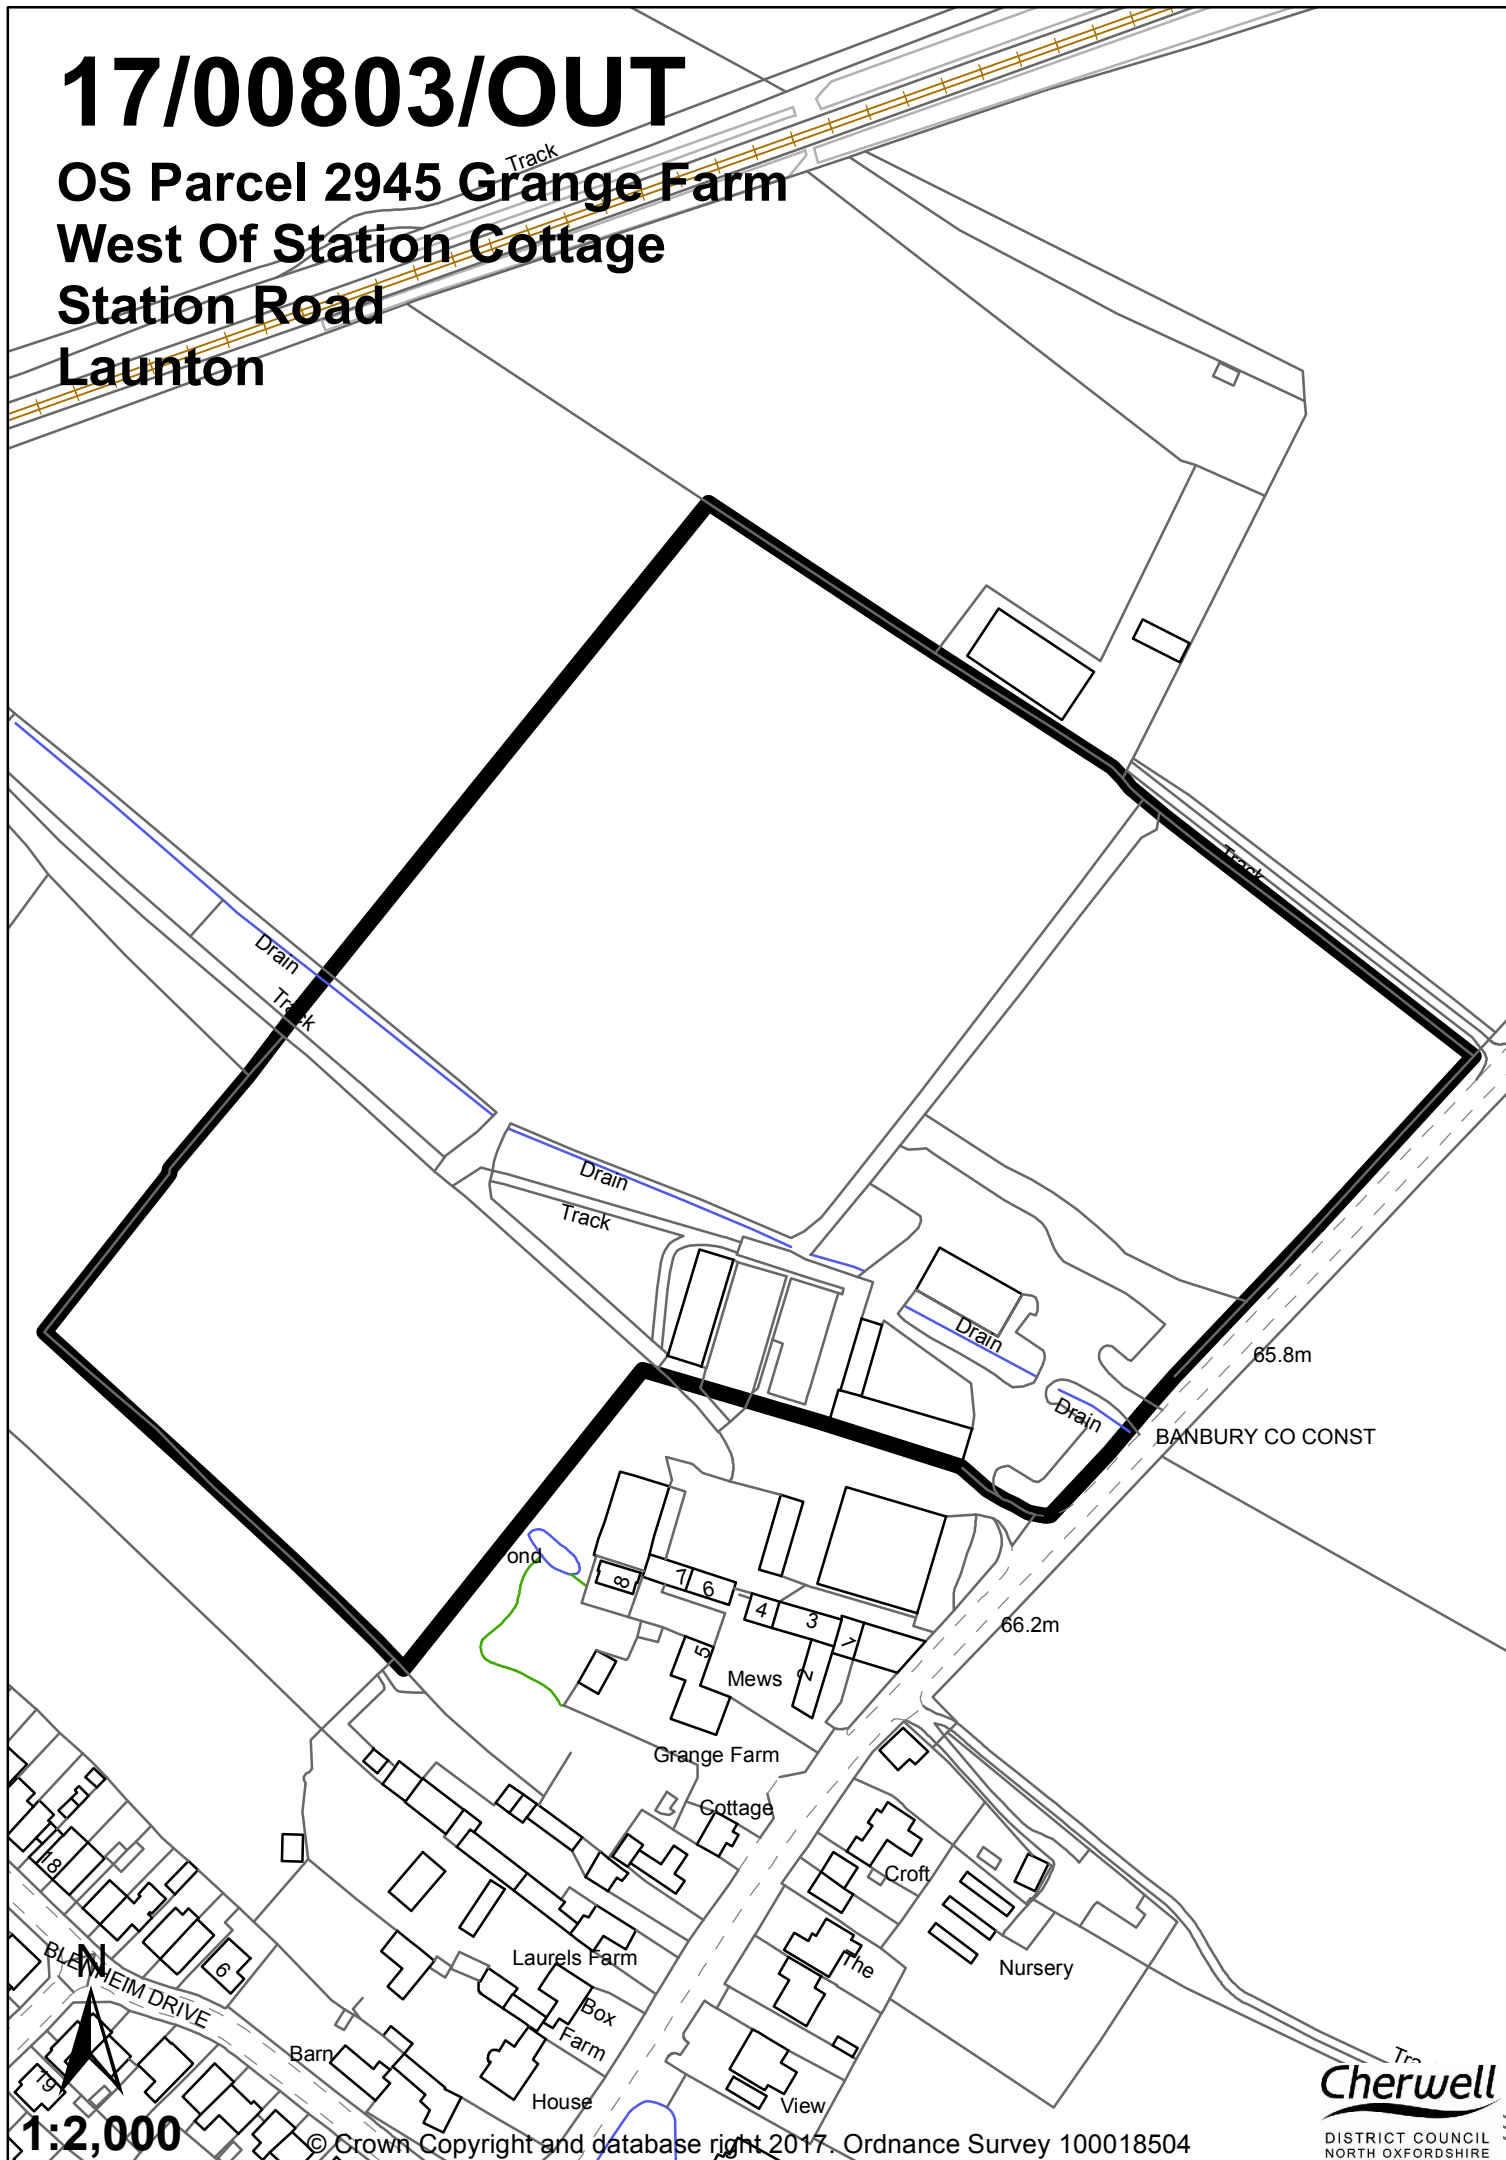 17/00803/OUT
OS Parcel 2945 Grange Farm
West Of Station Cottage
Station Road
Launton
Track
Track
Drain
Track
Drain
Track
Drain
Drain
65.8m
BANBURY CO CONST
66.2m
ond
8
7
6
4
3
1
2
5
Mews
Grange Farm
Cottage
Croft
The
Nursery
Laurels Farm
Box
Farm
House
View
Barn
18
6
BLENHEIM DRIVE
19
N
1:2,000
© Crown Copyright and database right 2017. Ordnance Survey 100018504
Cherwell
DISTRICT COUNCIL
NORTH OXFORDSHIRE